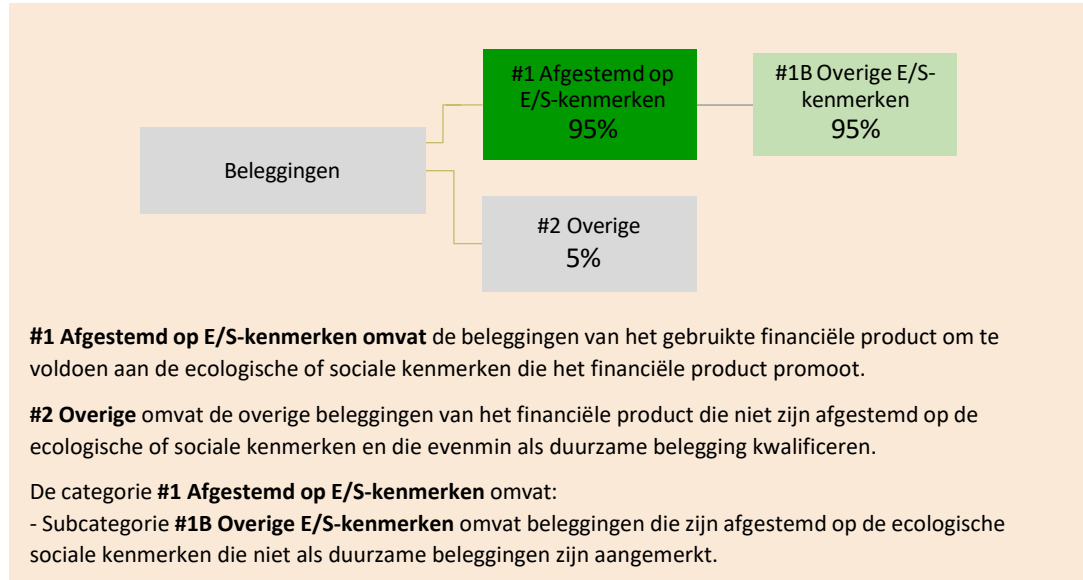 #1 Afgestemd op
E/S-kenmerken
95%
#1B Overige E/S-
kenmerken
95%
Beleggingen
#2 Overige
5%
#1 Afgestemd op E/S-kenmerken omvat de beleggingen van het gebruikte financiële product om te
voldoen aan de ecologische of sociale kenmerken die het financiële product promoot.
#2 Overige omvat de overige beleggingen van het financiële product die niet zijn afgestemd op de
ecologische of sociale kenmerken en die evenmin als duurzame belegging kwalificeren.
De categorie #1 Afgestemd op E/S-kenmerken omvat:
- Subcategorie #1B Overige E/S-kenmerken omvat beleggingen die zijn afgestemd op de ecologische
sociale kenmerken die niet als duurzame beleggingen zijn aangemerkt.